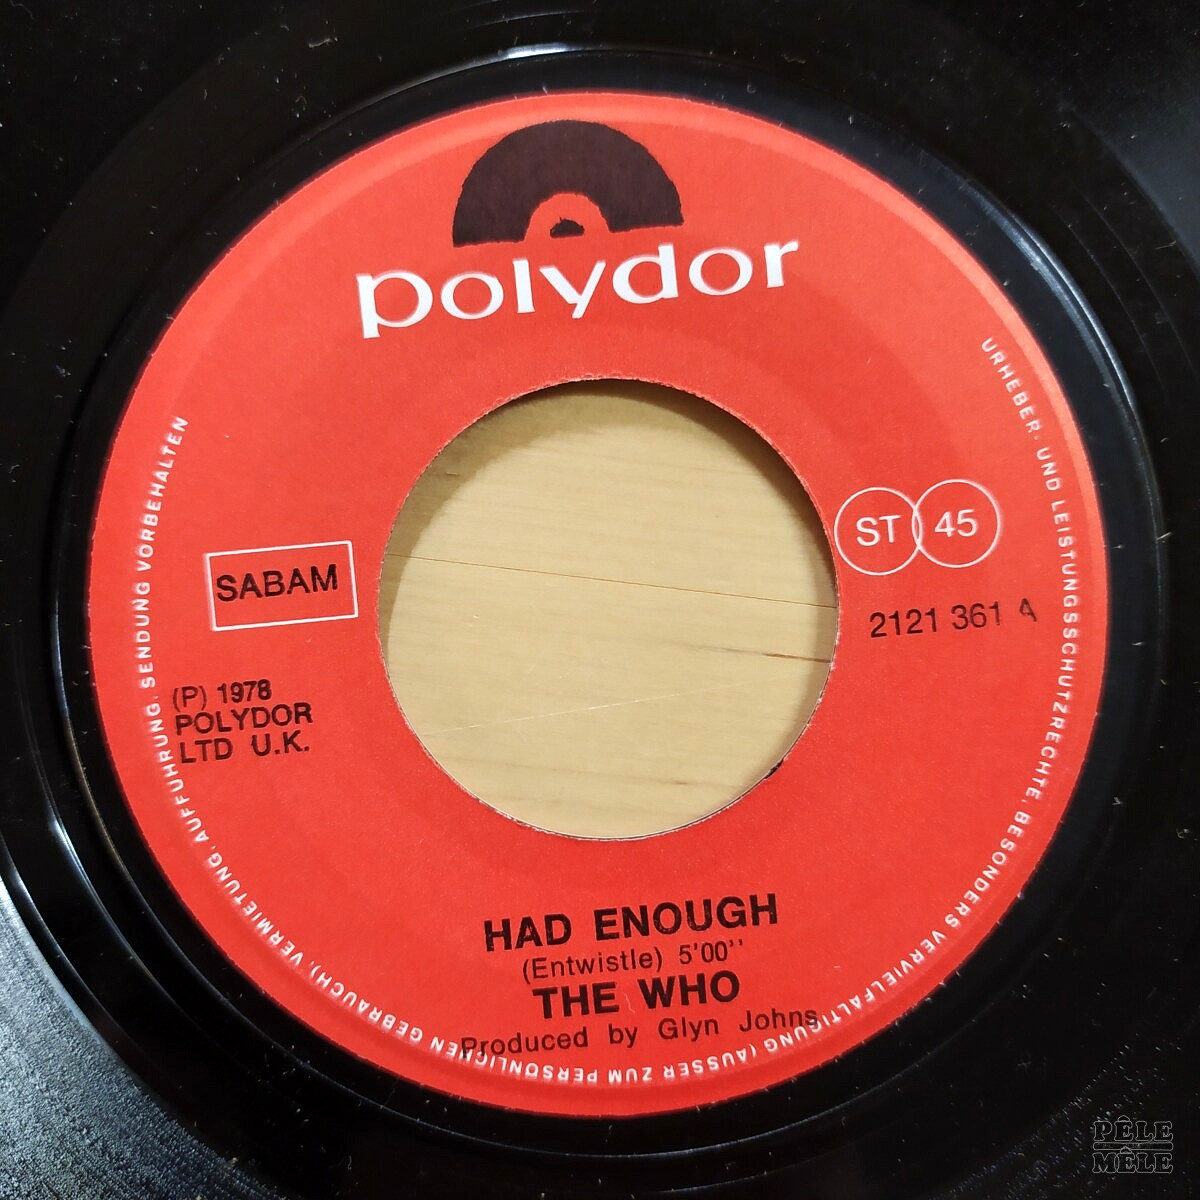 polydor
URHEBER- UND LEISTUNGSSCHUTZRECHTE, BESONDERS VERVIELFÄLTIGUNG (AUSSER ZUM PERSÖNLICHEN GEBRAUCH), VERMIETUNG, AUFFÜHRUNG, SENDUNG VORBEHALTEN
ST 45
SABAM
2121 361 A
(P) 1978
POLYDOR
LTD U.K.
HAD ENOUGH
(Entwistle) 5'00''
THE WHO
Produced by Glyn Johns
PÊLE
MÊLE